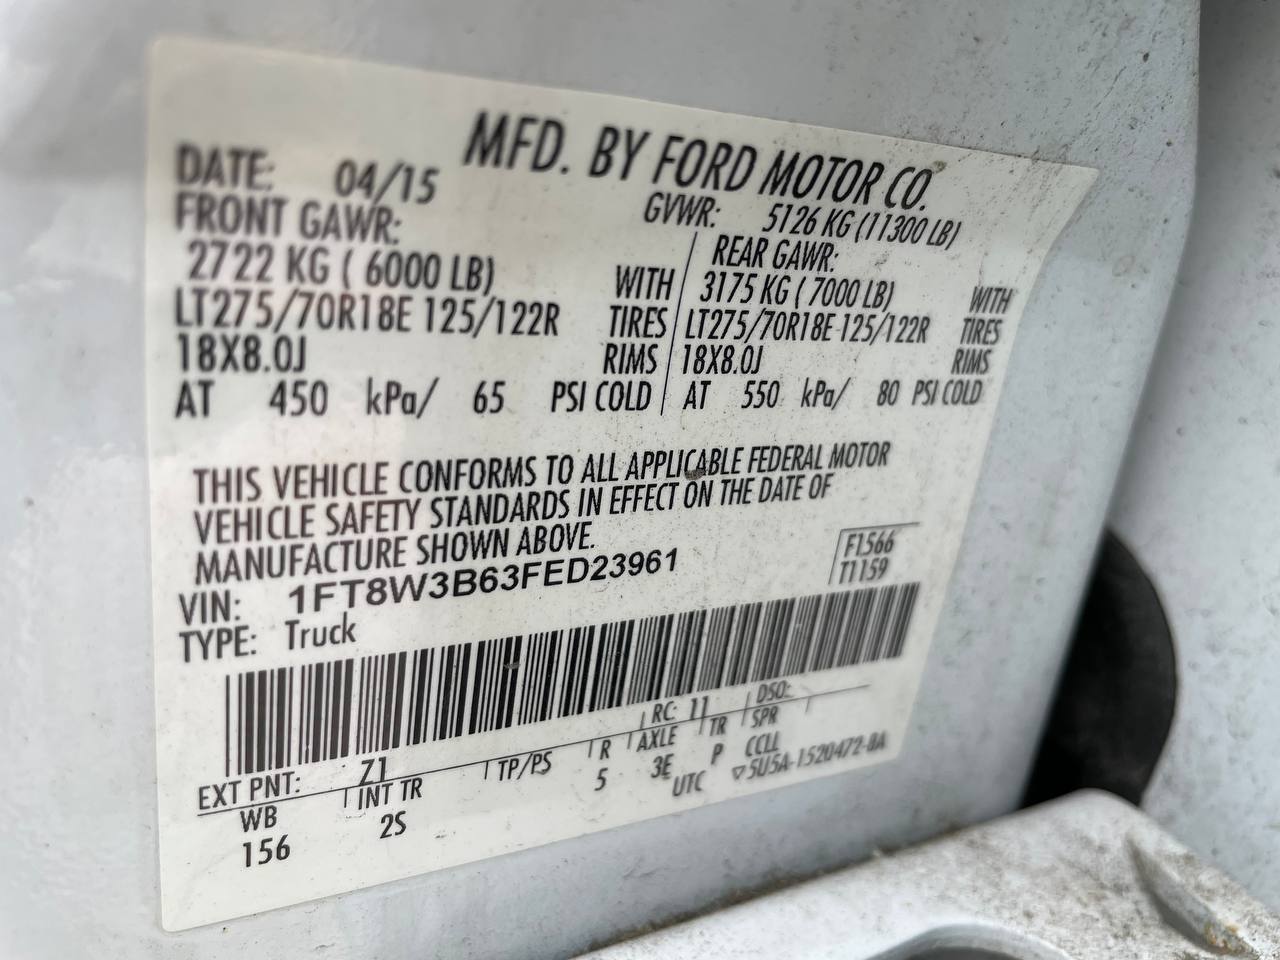 MFD. BY FORD MOTOR CO.
DATE: 04/15 GVWR: 5126 KG (11300 LB)
FRONT GAWR: REAR GAWR:
2722 KG ( 6000 LB) WITH 3175 KG ( 7000 LB) WITH
LT275/70R18E 125/122R TIRES LT275/70R18E 125/122R TIRES
18X8.0J RIMS 18X8.0J RIMS
AT 450 kPa/ 65 PSI COLD AT 550 kPa/ 80 PSI COLD
THIS VEHICLE CONFORMS TO ALL APPLICABLE FEDERAL MOTOR
VEHICLE SAFETY STANDARDS IN EFFECT ON THE DATE OF
MANUFACTURE SHOWN ABOVE.
VIN: 1FT8W3B63FED23961 F1566
TYPE: Truck T1159
EXT PNT: Z1 RC: 11 DSO:
WB INT TR TP/PS R AXLE TR SPR
156 2S 5 3E P CCLL
UTC ▽5U5A-1520472-BA